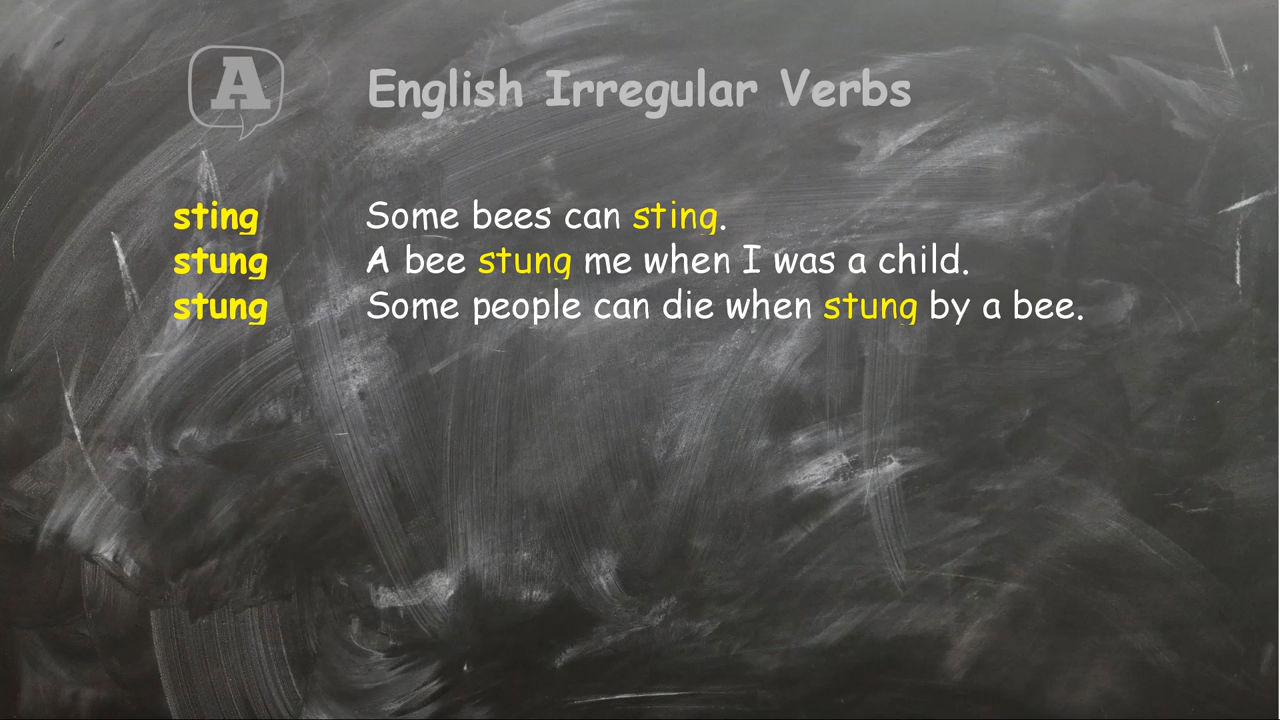 A English Irregular Verbs
sting Some bees can sting.
stung A bee stung me when I was a child.
stung Some people can die when stung by a bee.